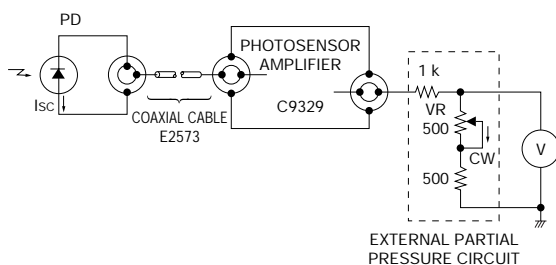 PD
ISC
COAXIAL CABLE
E2573
PHOTOSENSOR
AMPLIFIER
C9329
1 k
VR
500
CW
500
V
EXTERNAL PARTIAL
PRESSURE CIRCUIT